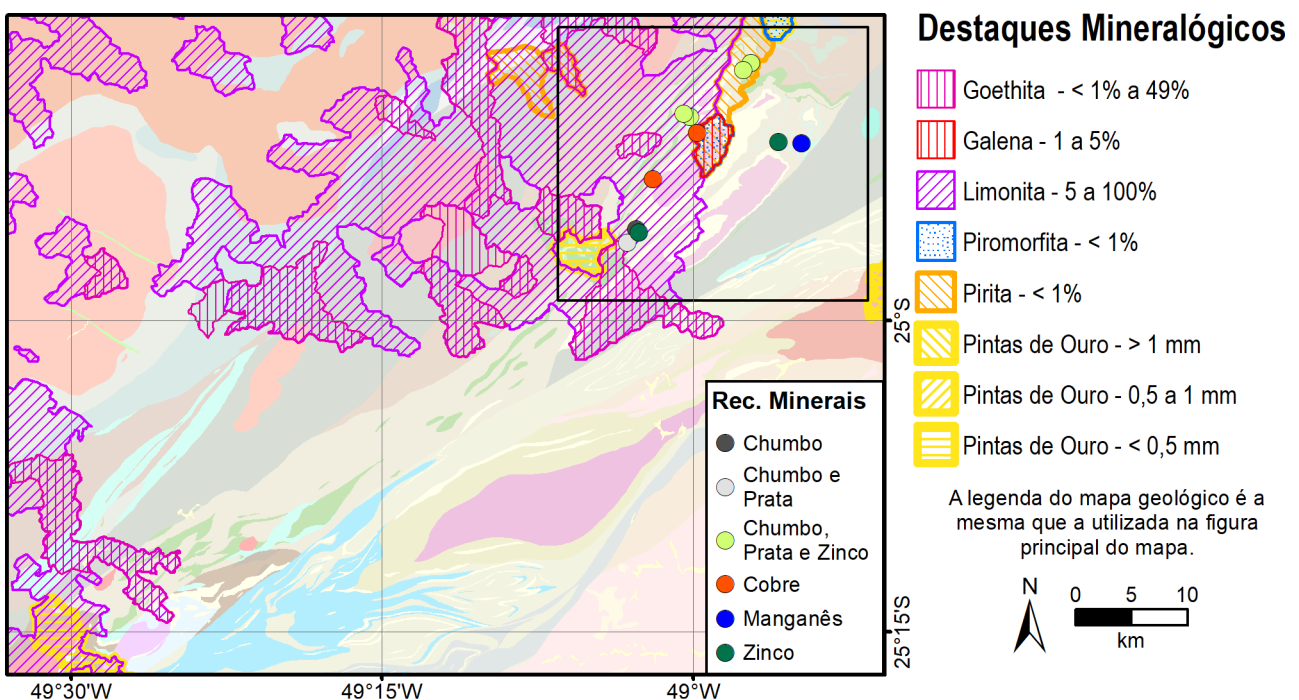 Destaques Mineralógicos
Goethita - < 1% a 49%
Galena - 1 a 5%
Limonita - 5 a 100%
Piromorfita - < 1%
Pirita - < 1%
Pintas de Ouro - > 1 mm
Pintas de Ouro - 0,5 a 1 mm
Pintas de Ouro - < 0,5 mm
A legenda do mapa geológico é a
mesma que a utilizada na figura
principal do mapa.
N
0 5 10
km
Rec. Minerais
Chumbo
Chumbo e
Prata
Chumbo,
Prata e Zinco
Cobre
Manganês
Zinco
25°S
25°15'S
49°30'W
49°15'W
49°W